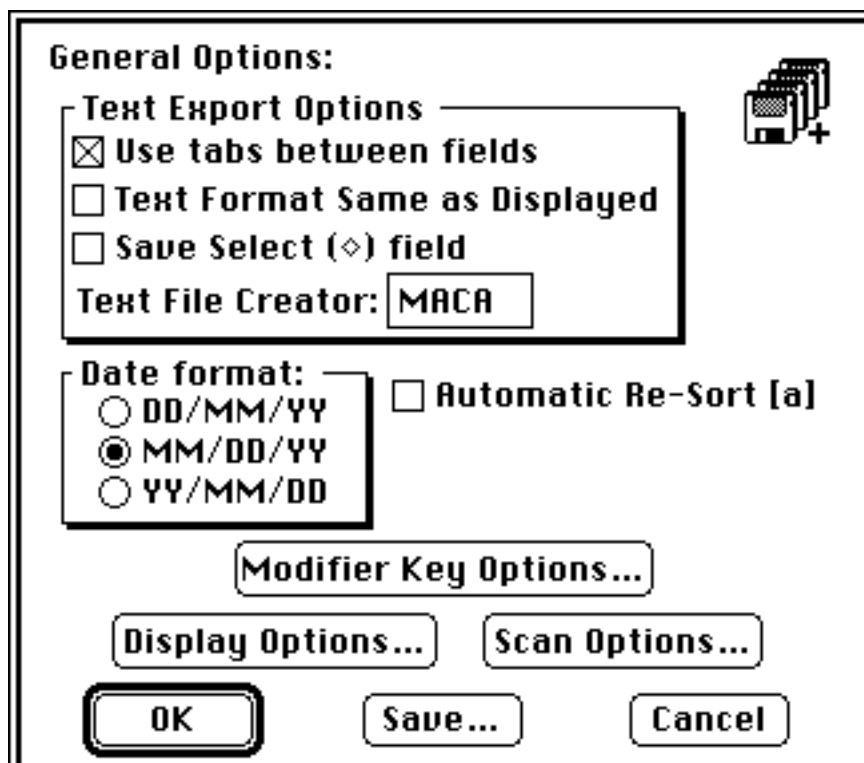 General Options:
Text Export Options
Use tabs between fields
Text Format Same as Displayed
Save Select (◇) field
Text File Creator: MACA
Date format:
DD/MM/YY
Automatic Re-Sort [a]
MM/DD/YY
YY/MM/DD
Modifier Key Options...
Display Options... Scan Options...
OK Save... Cancel